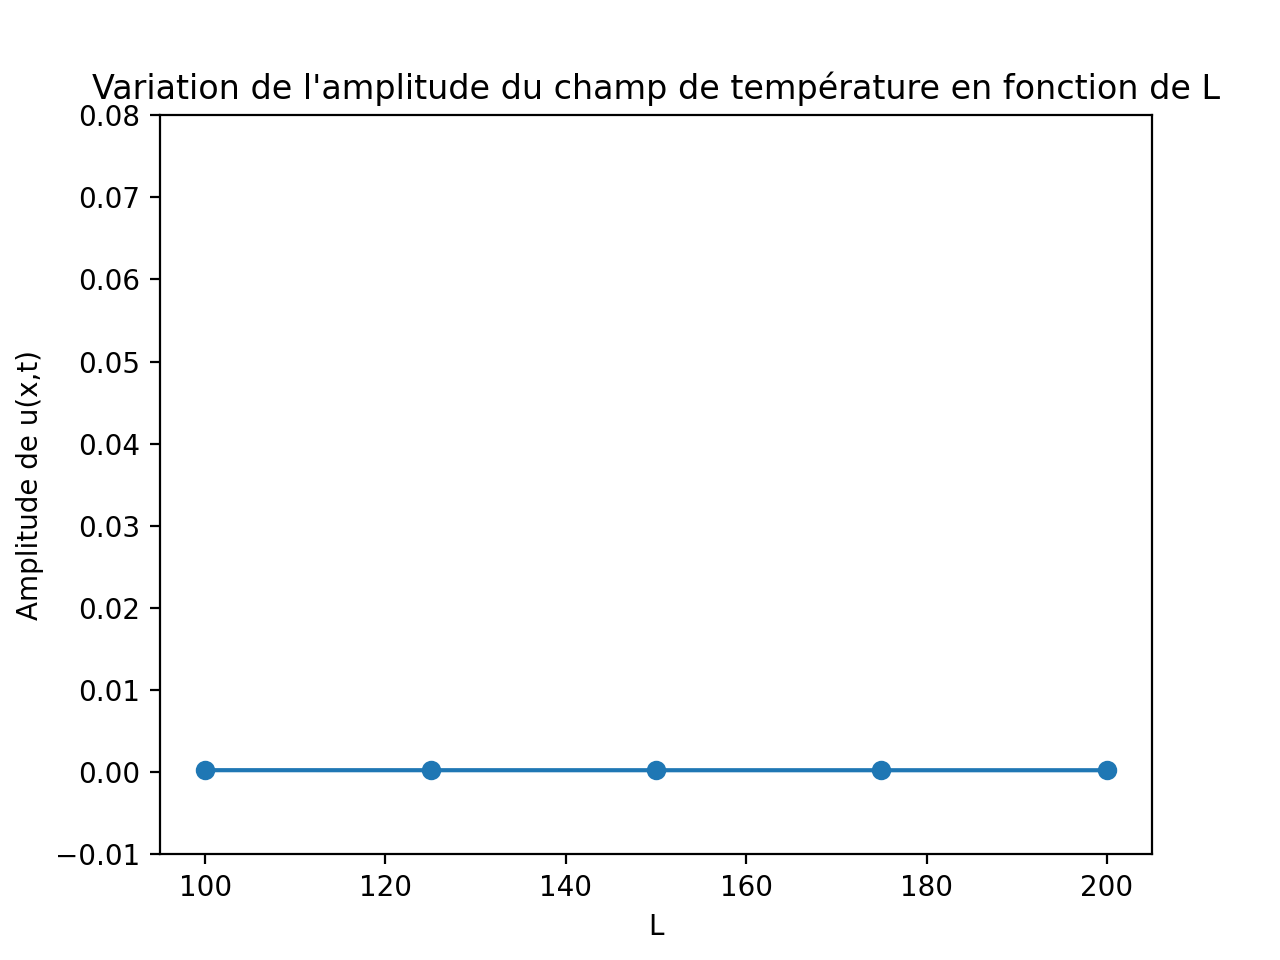 Variation de l'amplitude du champ de température en fonction de L
0.08
0.07
0.06
0.05
0.04
0.03
0.02
0.01
0.00
−0.01
Amplitude de u(x,t)
100 120 140 160 180 200
L